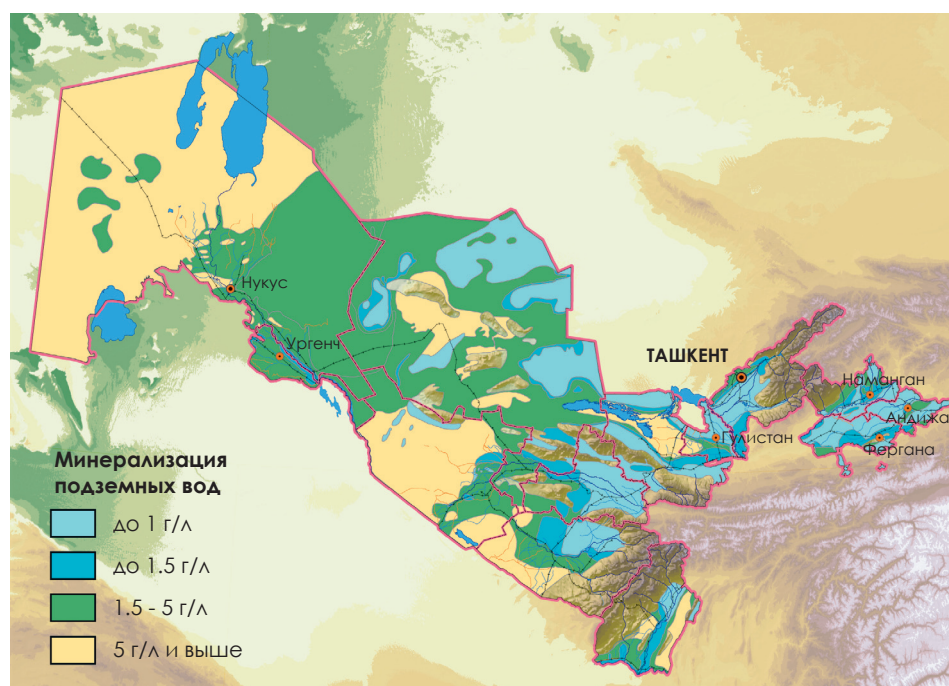 Нукус
Ургенч
ТАШКЕНТ
Наманган
Андижа
Гулистан
Фергана
Минерализация
подземных вод
до 1 г/л
до 1.5 г/л
1.5 - 5 г/л
5 г/л и выше